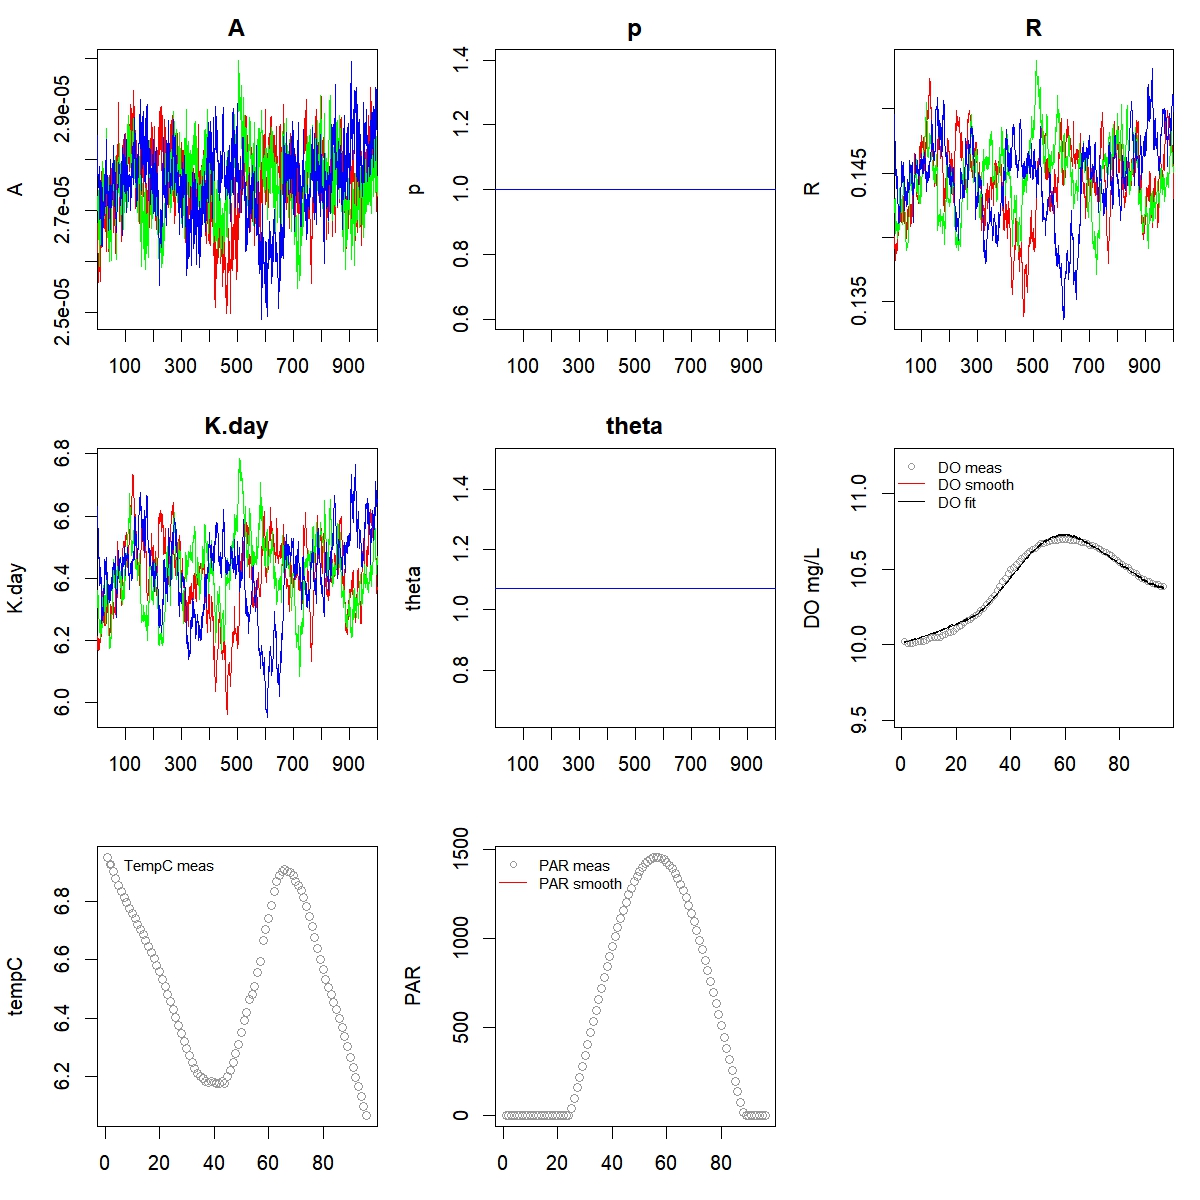 A
A
2.5e-05 2.7e-05 2.9e-05
100 300 500 700 900
p
p
0.6 0.8 1.0 1.2 1.4
100 300 500 700 900
R
R
0.135 0.145
100 300 500 700 900
K.day
K.day
6.0 6.2 6.4 6.6 6.8
100 300 500 700 900
theta
theta
0.8 1.0 1.2 1.4
100 300 500 700 900
DO mg/L
9.5 10.0 10.5 11.0
DO meas
DO smooth
DO fit
0 20 40 60 80
tempC
6.2 6.4 6.6 6.8
TempC meas
0 20 40 60 80
PAR
0 500 1000 1500
PAR meas
PAR smooth
0 20 40 60 80